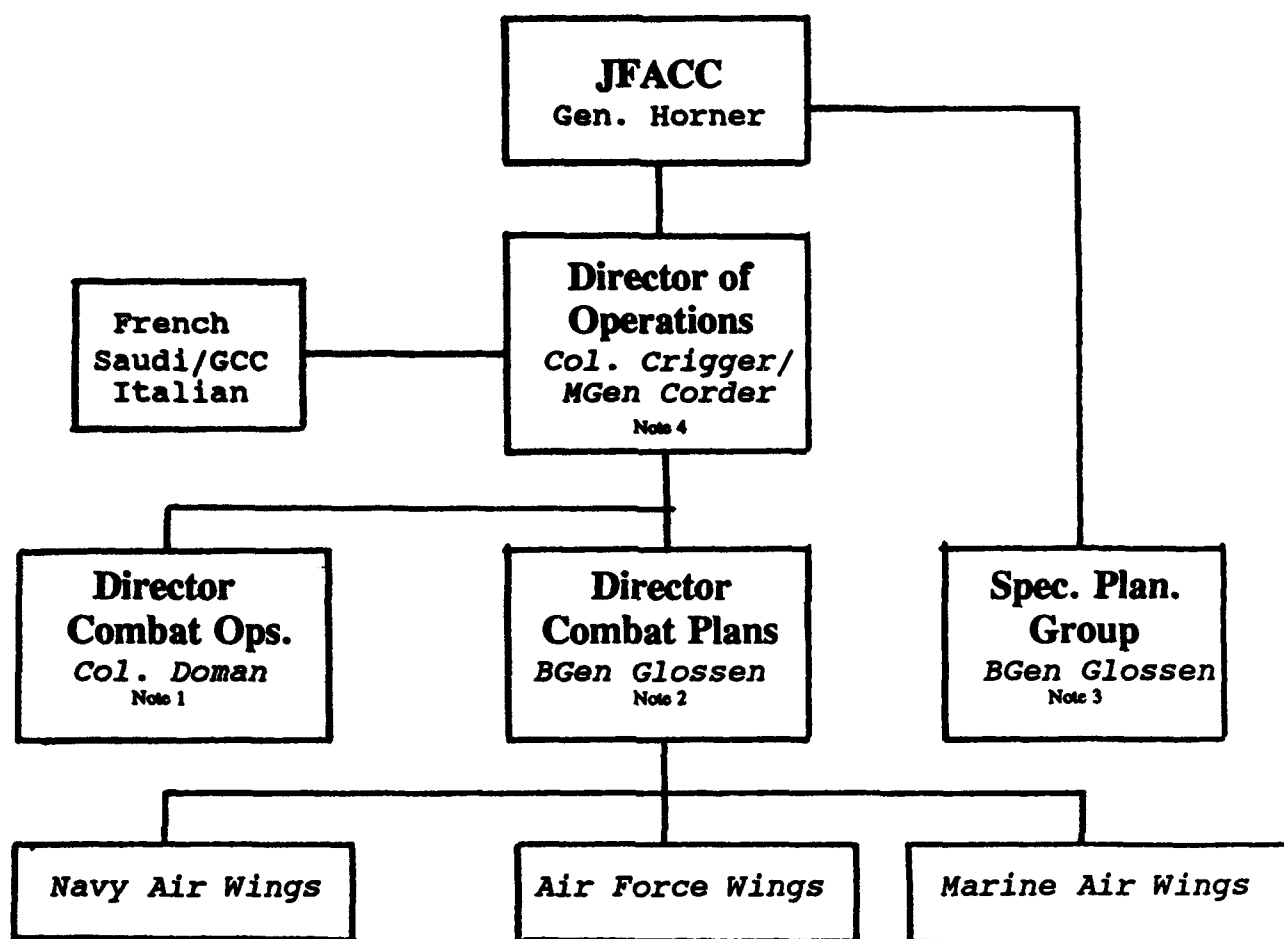 JFACC
Gen. Horner
Director of
Operations
Col. Crigger/
MGen Corder
Note 4
French
Saudi/GCC
Italian
Director
Combat Ops.
Col. Doman
Note 1
Director
Combat Plans
BGen Glossen
Note 2
Spec. Plan.
Group
BGen Glossen
Note 3
Navy Air Wings
Air Force Wings
Marine Air Wings